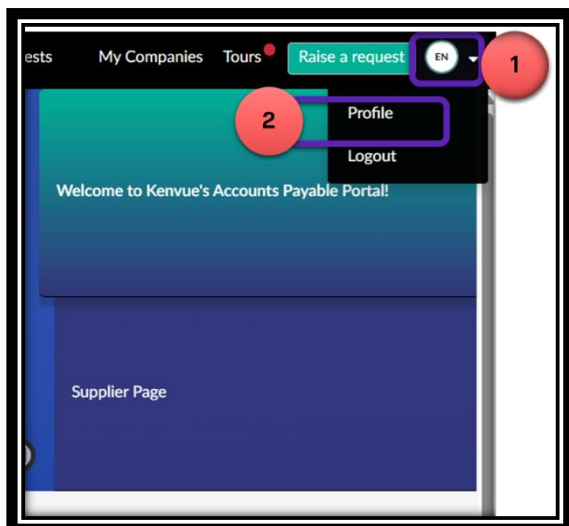 ests My Companies Tours Raise a request EN 1
2 Profile
Logout
Welcome to Kenvue's Accounts Payable Portal!
Supplier Page